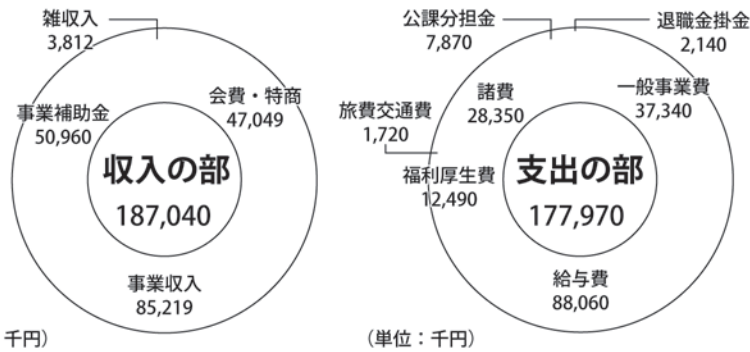 雑収入
3,812
会費・特商
47,049
事業補助金
50,960
収入の部
187,040
事業収入
85,219
千円）
公課分担金
7,870
退職金掛金
2,140
一般事業費
37,340
諸費
28,350
旅費交通費
1,720
福利厚生費
12,490
支出の部
177,970
給与費
88,060
（単位：千円）